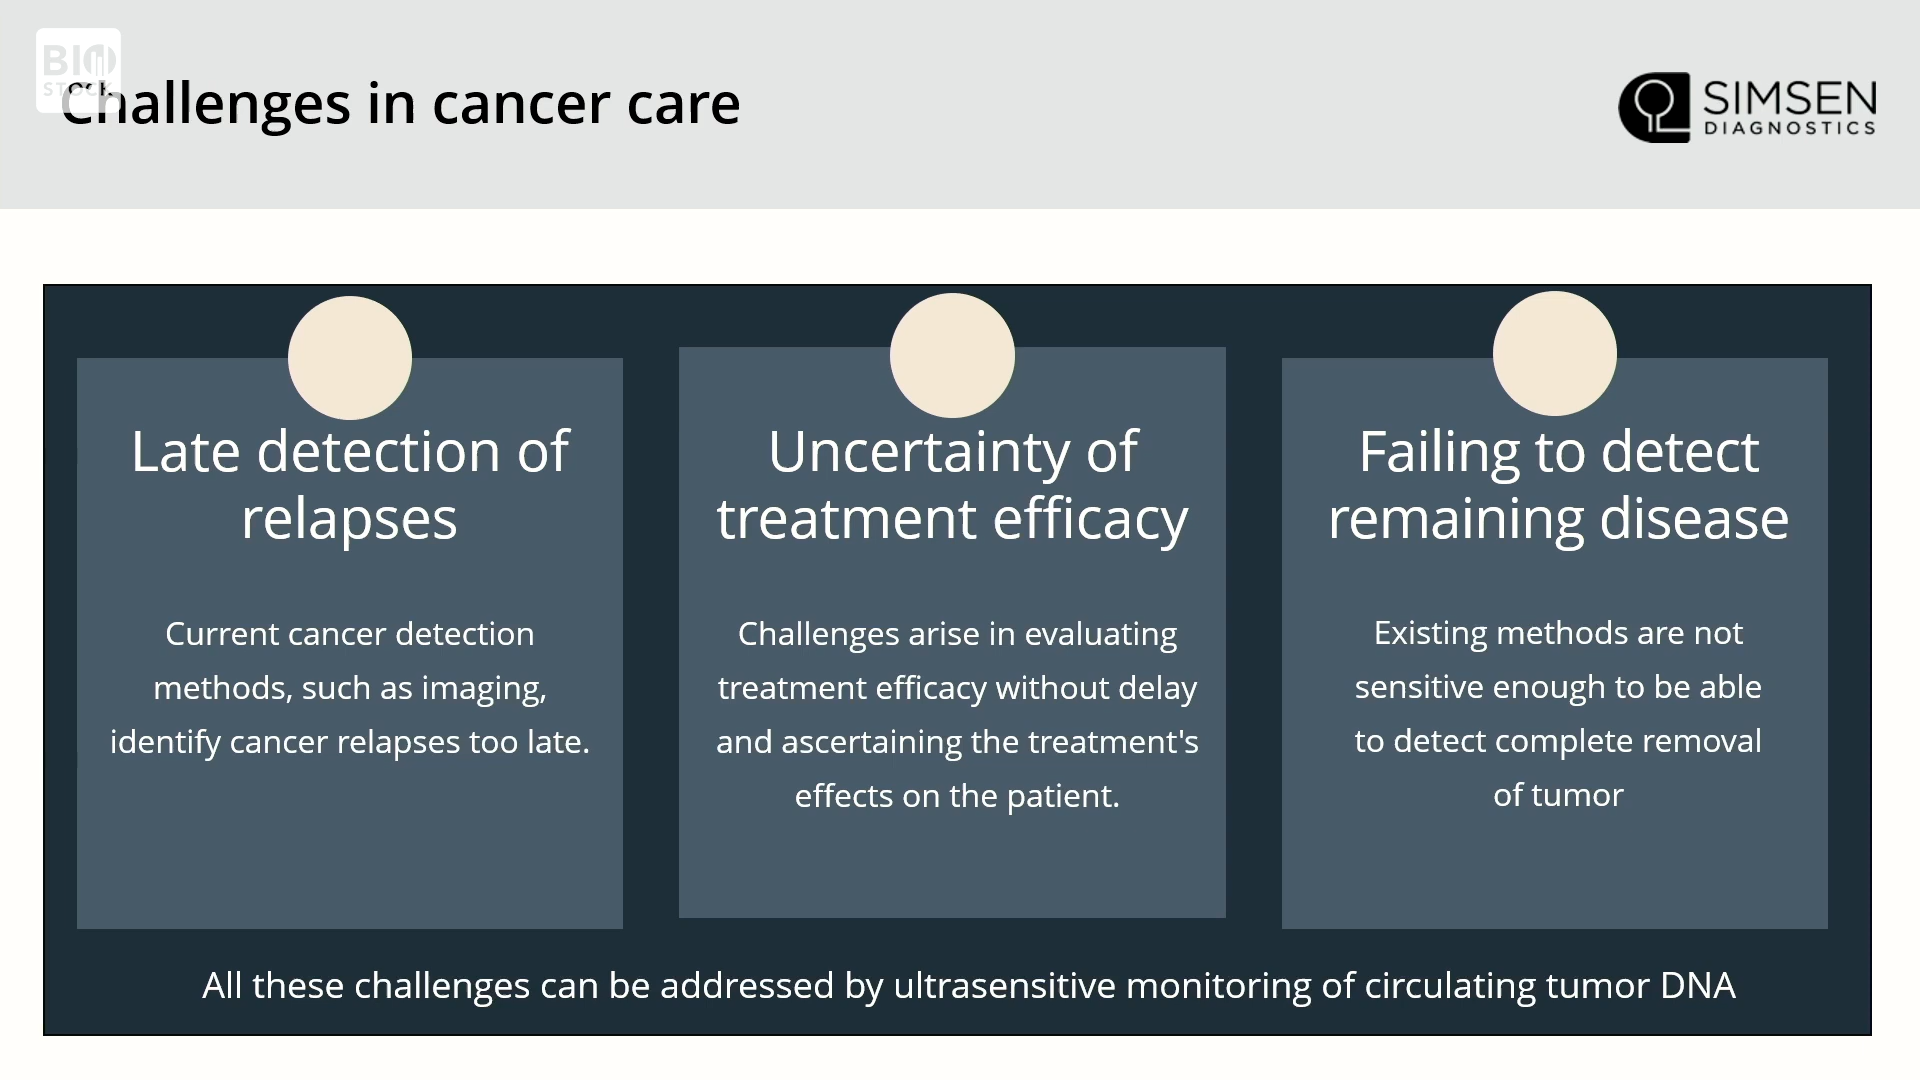 BIO
STOCK
Challenges in cancer care
SIMSEN
DIAGNOSTICS
Late detection of
relapses
Current cancer detection
methods, such as imaging,
identify cancer relapses too late.
Uncertainty of
treatment efficacy
Challenges arise in evaluating
treatment efficacy without delay
and ascertaining the treatment's
effects on the patient.
Failing to detect
remaining disease
Existing methods are not
sensitive enough to be able
to detect complete removal
of tumor
All these challenges can be addressed by ultrasensitive monitoring of circulating tumor DNA